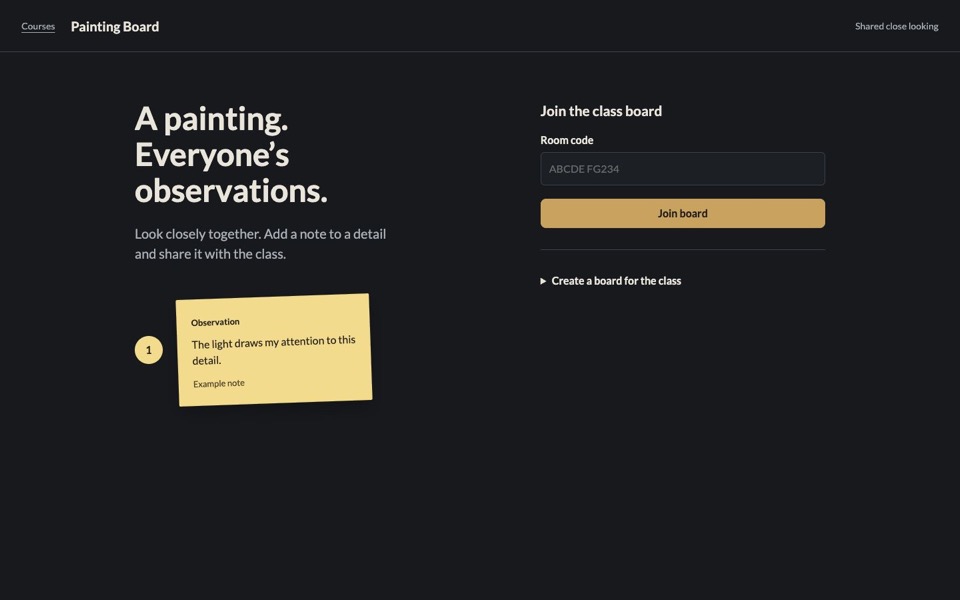 Courses
Painting Board
Shared close looking
A painting.
Everyone’s
observations.
Look closely together. Add a note to a detail
and share it with the class.
1
Observation
The light draws my attention to this
detail.
Example note
Join the class board
Room code
ABCDE FG234
Join board
Create a board for the class